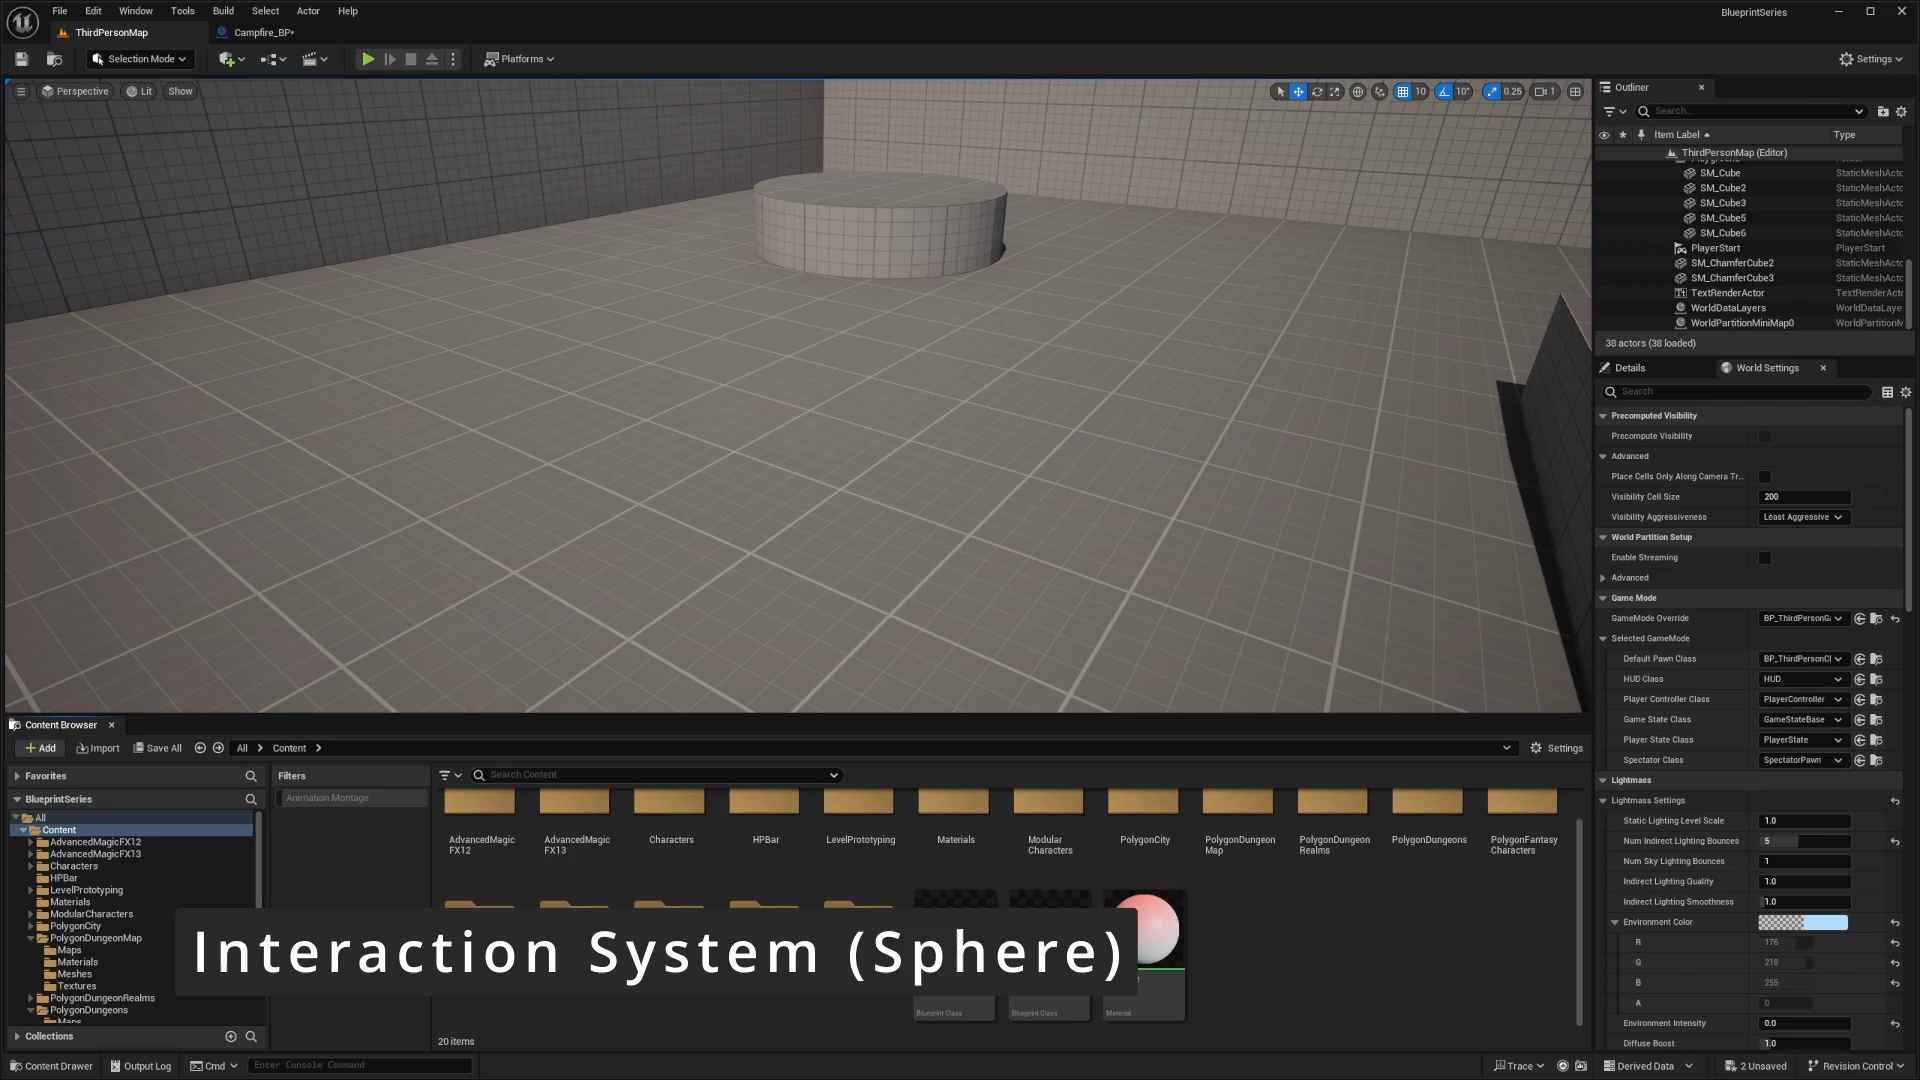 File Edit Window Tools Build Select Actor Help
BlueprintSeries
ThirdPersonMap
Campfire_BP*
Selection Mode
Platforms
Settings
Perspective
Lit
Show
10
10°
0.25
1
Outliner
Search...
Item Label
Type
ThirdPersonMap (Editor)
SM_Cube StaticMeshActo
SM_Cube2 StaticMeshActo
SM_Cube3 StaticMeshActo
SM_Cube5 StaticMeshActo
SM_Cube6 StaticMeshActo
PlayerStart PlayerStart
SM_ChamferCube2 StaticMeshActo
SM_ChamferCube3 StaticMeshActo
TextRenderActor TextRenderActo
WorldDataLayers WorldDataLaye
WorldPartitionMiniMap0 WorldPartitionM
38 actors (38 loaded)
Details
World Settings
Search
Precomputed Visibility
Precompute Visibility
Advanced
Place Cells Only Along Camera Tr...
Visibility Cell Size 200
Visibility Aggressiveness Least Aggressive
World Partition Setup
Enable Streaming
Advanced
Game Mode
GameMode Override BP_ThirdPersonGa
Selected GameMode
Default Pawn Class BP_ThirdPersonCl
HUD Class HUD
Player Controller Class PlayerController
Game State Class GameStateBase
Player State Class PlayerState
Spectator Class SpectatorPawn
Lightmass
Lightmass Settings
Static Lighting Level Scale 1.0
Num Indirect Lighting Bounces 5
Num Sky Lighting Bounces 1
Indirect Lighting Quality 1.0
Indirect Lighting Smoothness 1.0
Environment Color
R 176
G 218
B 255
A 0
Environment Intensity 0.0
Diffuse Boost 1.0
Content Browser
Add
Import
Save All
All
Content
Settings
Favorites
BlueprintSeries
All
Content
AdvancedMagicFX12
AdvancedMagicFX13
Characters
HPBar
LevelPrototyping
Materials
ModularCharacters
PolygonCity
PolygonDungeonMap
Maps
Materials
Meshes
Textures
PolygonDungeonRealms
PolygonDungeons
Maps
Collections
Filters
Animation Montage
Search Content
AdvancedMagic
FX12
AdvancedMagic
FX13
Characters
HPBar
LevelPrototyping
Materials
Modular
Characters
PolygonCity
PolygonDungeon
Map
PolygonDungeon
Realms
PolygonDungeons
PolygonFantasy
Characters
Interaction System (Sphere)
Blueprint Class
Blueprint Class
Material
20 items
Content Drawer
Output Log
Cmd
Enter Console Command
Trace
Derived Data
2 Unsaved
Revision Control